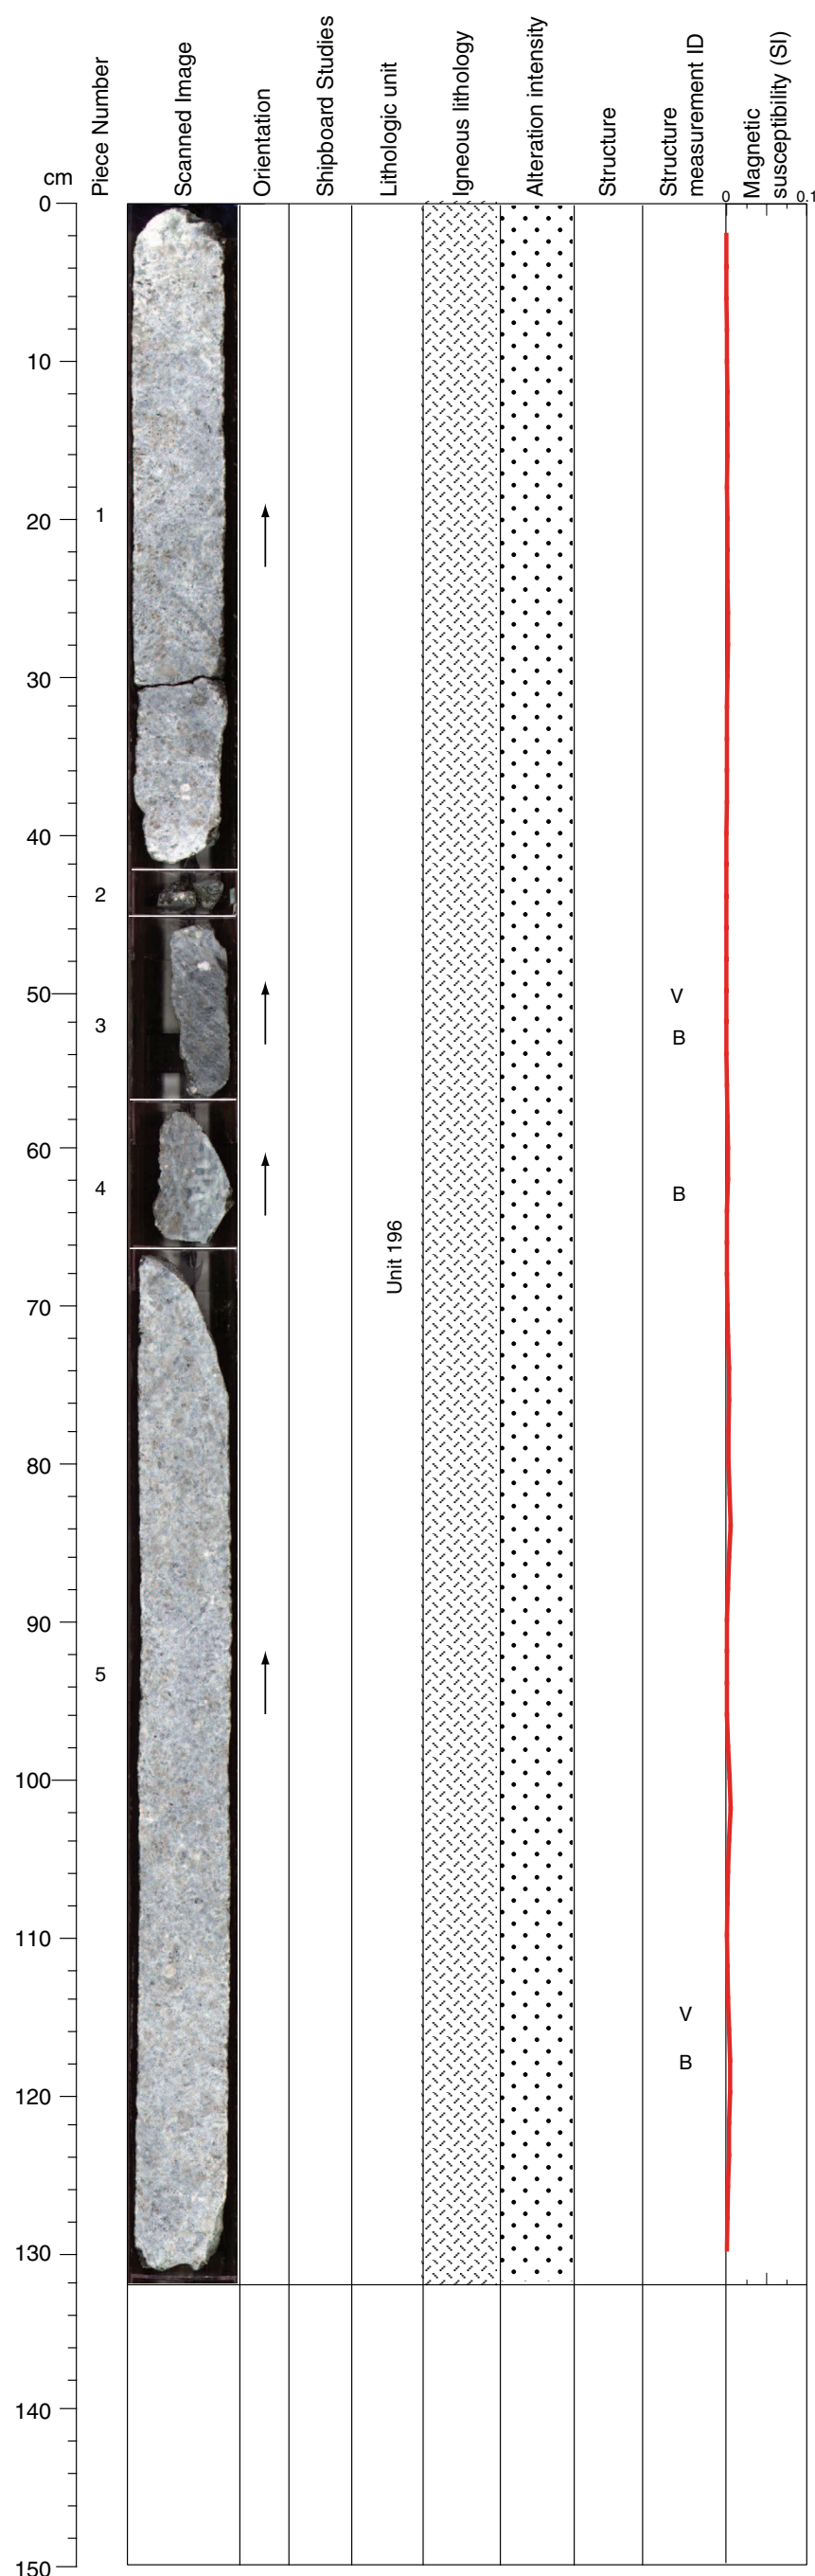 cm
Piece Number
Scanned Image
Orientation
Shipboard Studies
Lithologic unit
Igneous lithology
Alteration intensity
Structure
Structure
measurement ID
Magnetic
susceptibility (SI)
0
0.1
0
10
1
20
30
40
2
50
V
3
B
60
4
B
Unit 196
70
80
90
5
100
110
V
B
120
130
140
150